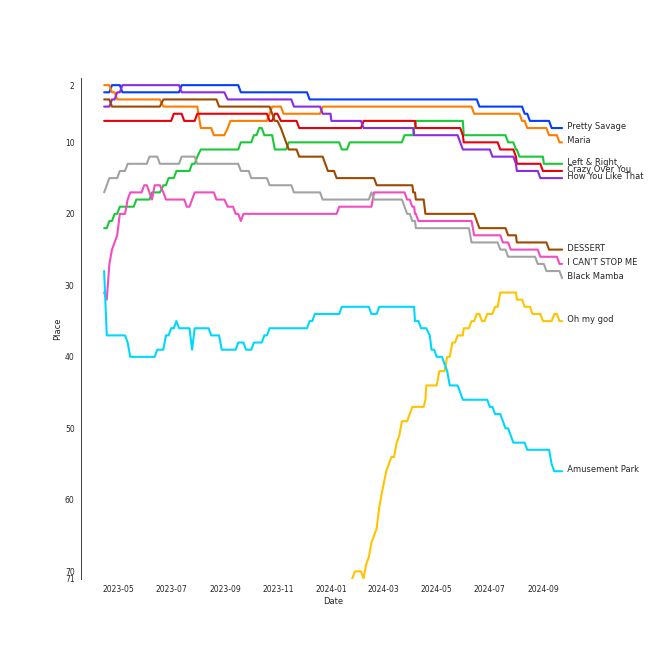 2
10
20
30
40
50
60
70
71
Place
2023-05
2023-07
2023-09
2023-11
2024-01
2024-03
2024-05
2024-07
2024-09
Date
Pretty Savage
Maria
Left & Right
Crazy Over You
How You Like That
DESSERT
I CAN'T STOP ME
Black Mamba
Oh my god
Amusement Park